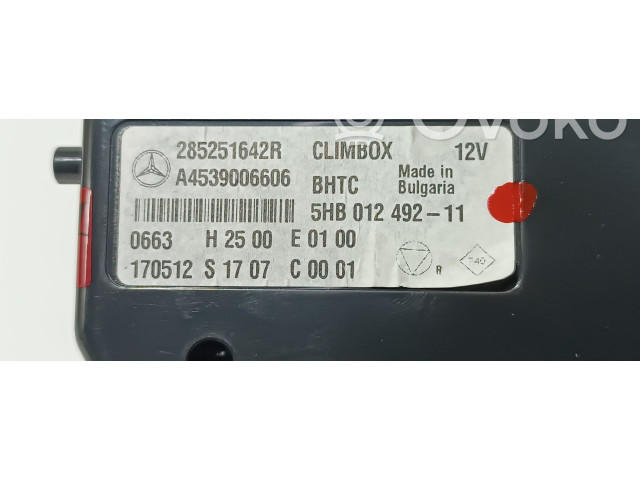 285251642R CLIMBOX 12V
A4539006606 BHTC Made in Bulgaria
5HB 012 492-11
0663 H 25 00 E 01 00
170512 S 17 07 C 00 01
R T40
OVOKO